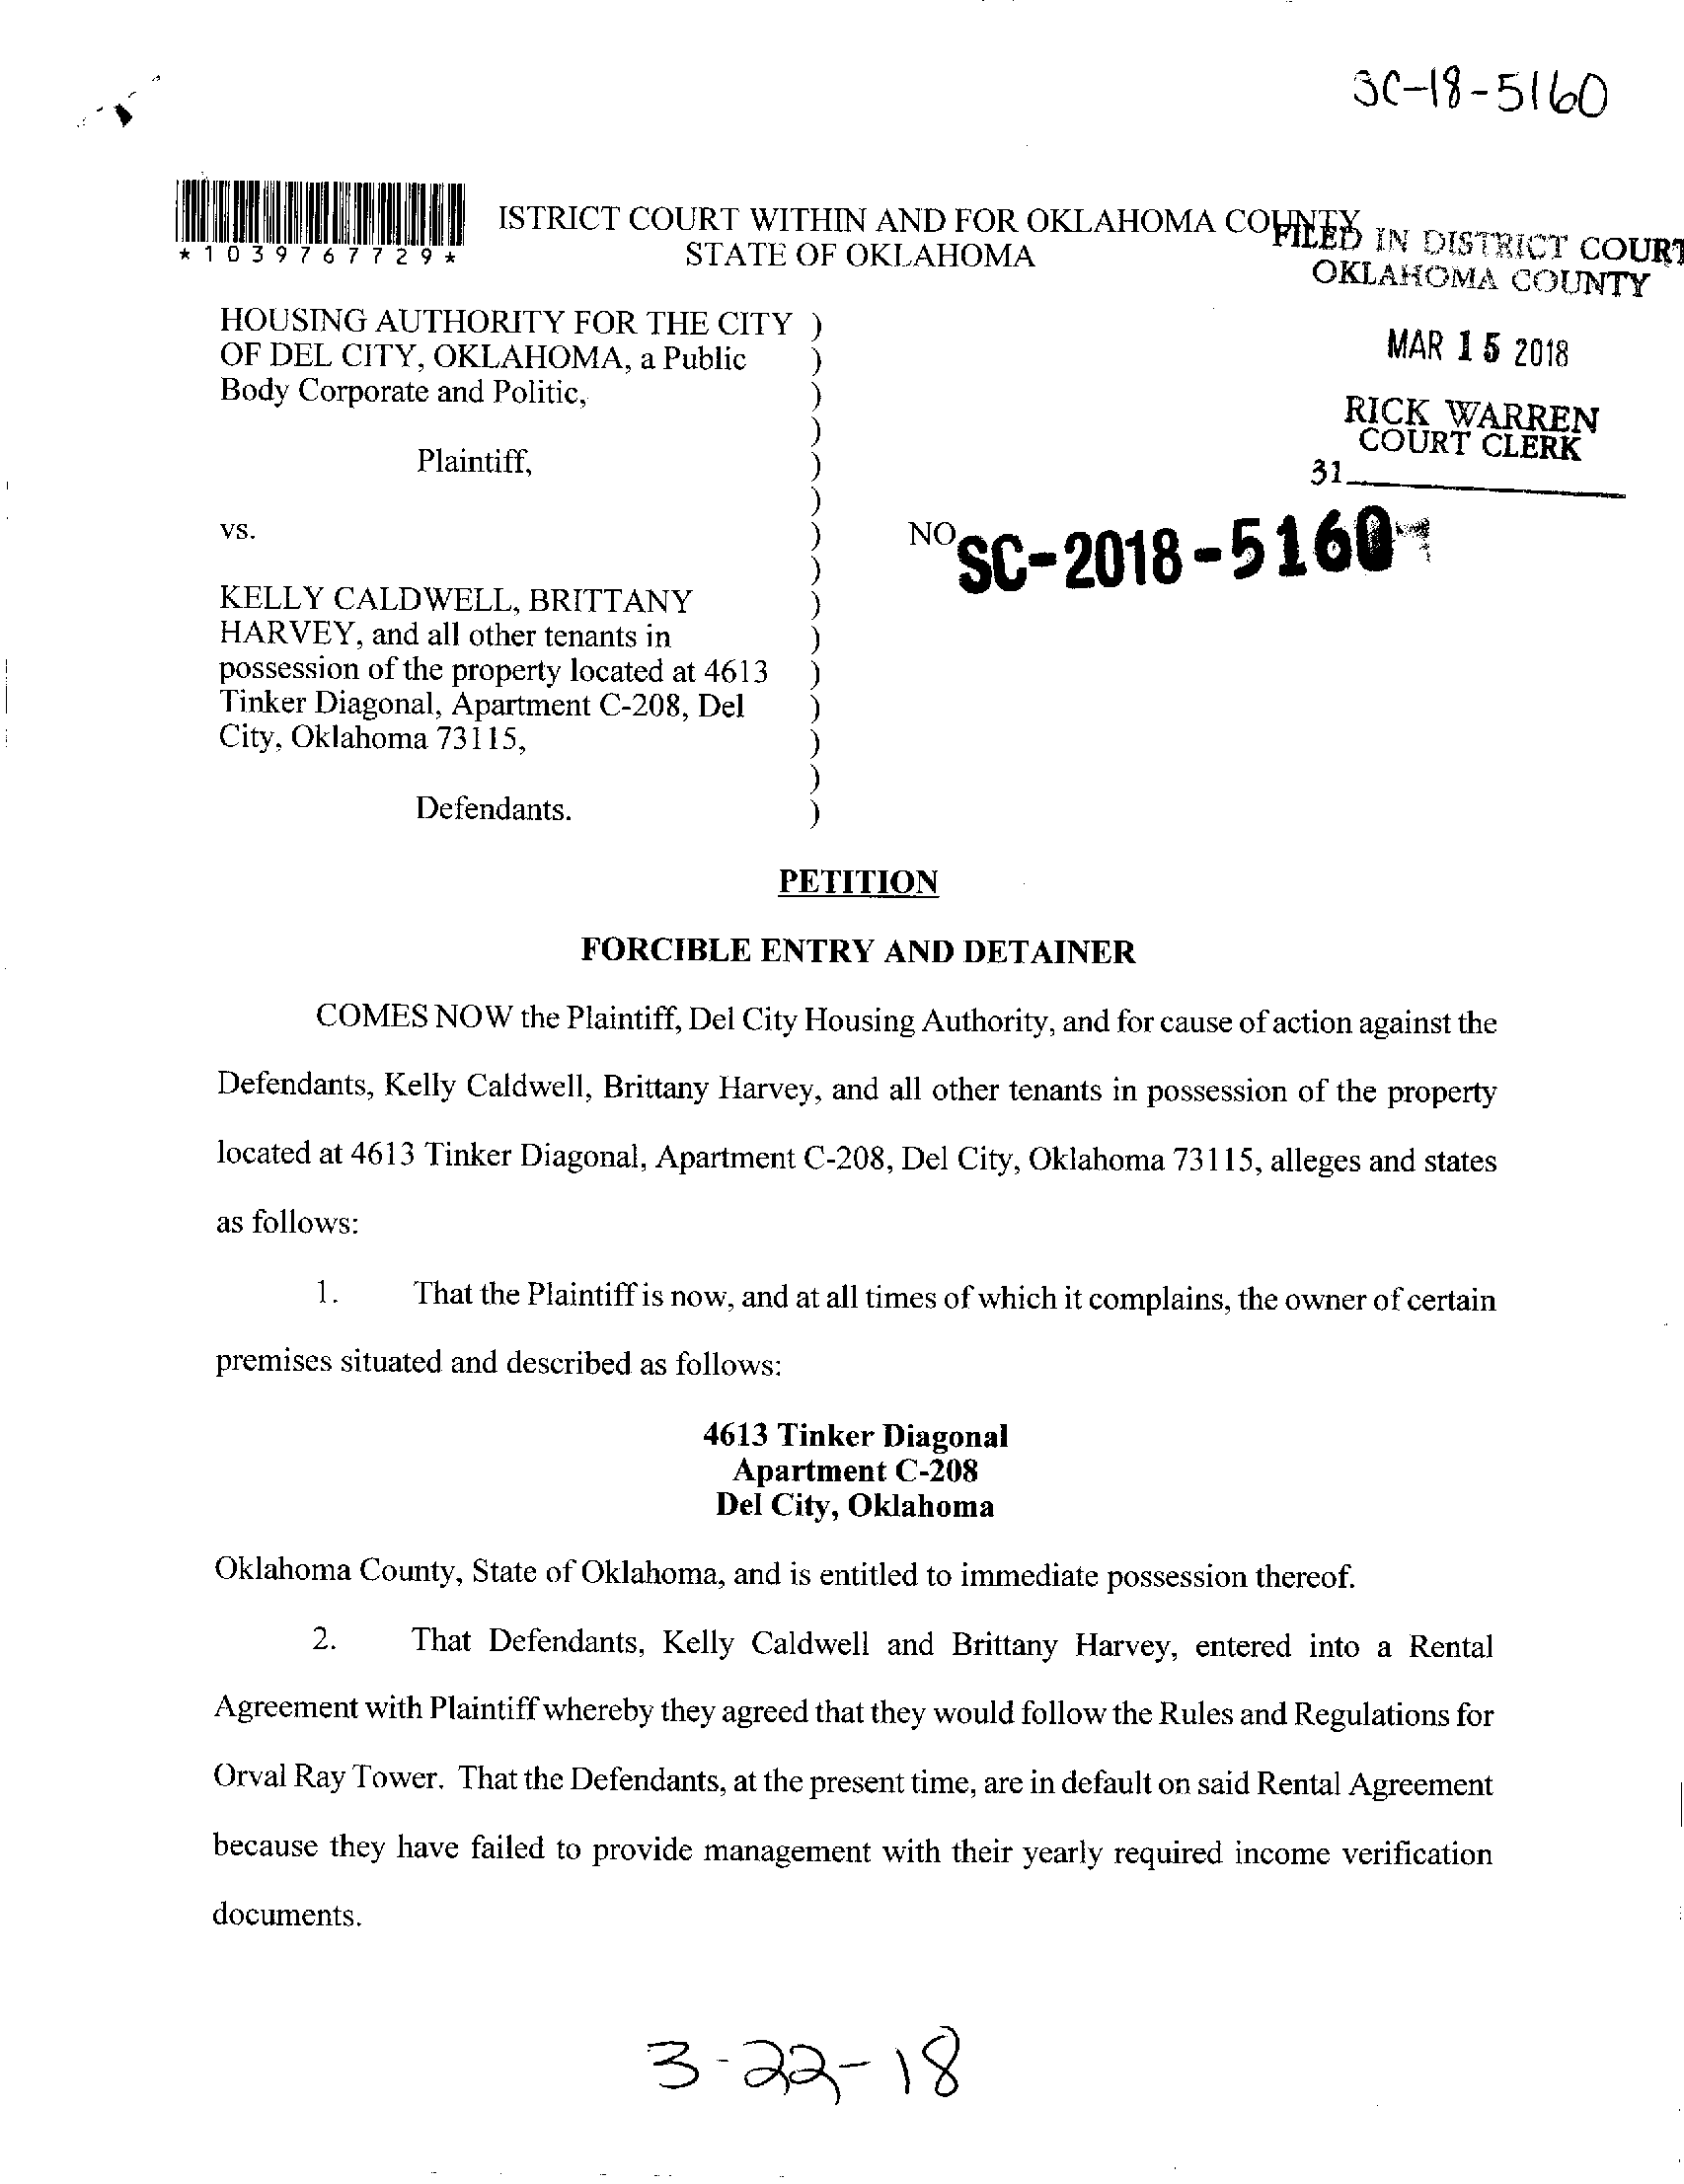 SC-18-5160
ISTRICT COURT WITHIN AND FOR OKLAHOMA COUNTY
STATE OF OKLAHOMA
*1039767729*
FILED IN DISTRICT COURT
OKLAHOMA COUNTY
MAR 15 2018
RICK WARREN
COURT CLERK
31
HOUSING AUTHORITY FOR THE CITY )
OF DEL CITY, OKLAHOMA, a Public )
Body Corporate and Politic, )
)
Plaintiff, )
)
vs. )
)
KELLY CALDWELL, BRITTANY )
HARVEY, and all other tenants in )
possession of the property located at 4613 )
Tinker Diagonal, Apartment C-208, Del )
City, Oklahoma 73115, )
)
Defendants. )
NO SC-2018-5160
PETITION
FORCIBLE ENTRY AND DETAINER
COMES NOW the Plaintiff, Del City Housing Authority, and for cause of action against the
Defendants, Kelly Caldwell, Brittany Harvey, and all other tenants in possession of the property
located at 4613 Tinker Diagonal, Apartment C-208, Del City, Oklahoma 73115, alleges and states
as follows:
1. That the Plaintiff is now, and at all times of which it complains, the owner of certain
premises situated and described as follows:
4613 Tinker Diagonal
Apartment C-208
Del City, Oklahoma
Oklahoma County, State of Oklahoma, and is entitled to immediate possession thereof.
2. That Defendants, Kelly Caldwell and Brittany Harvey, entered into a Rental
Agreement with Plaintiff whereby they agreed that they would follow the Rules and Regulations for
Orval Ray Tower. That the Defendants, at the present time, are in default on said Rental Agreement
because they have failed to provide management with their yearly required income verification
documents.
3-22-18